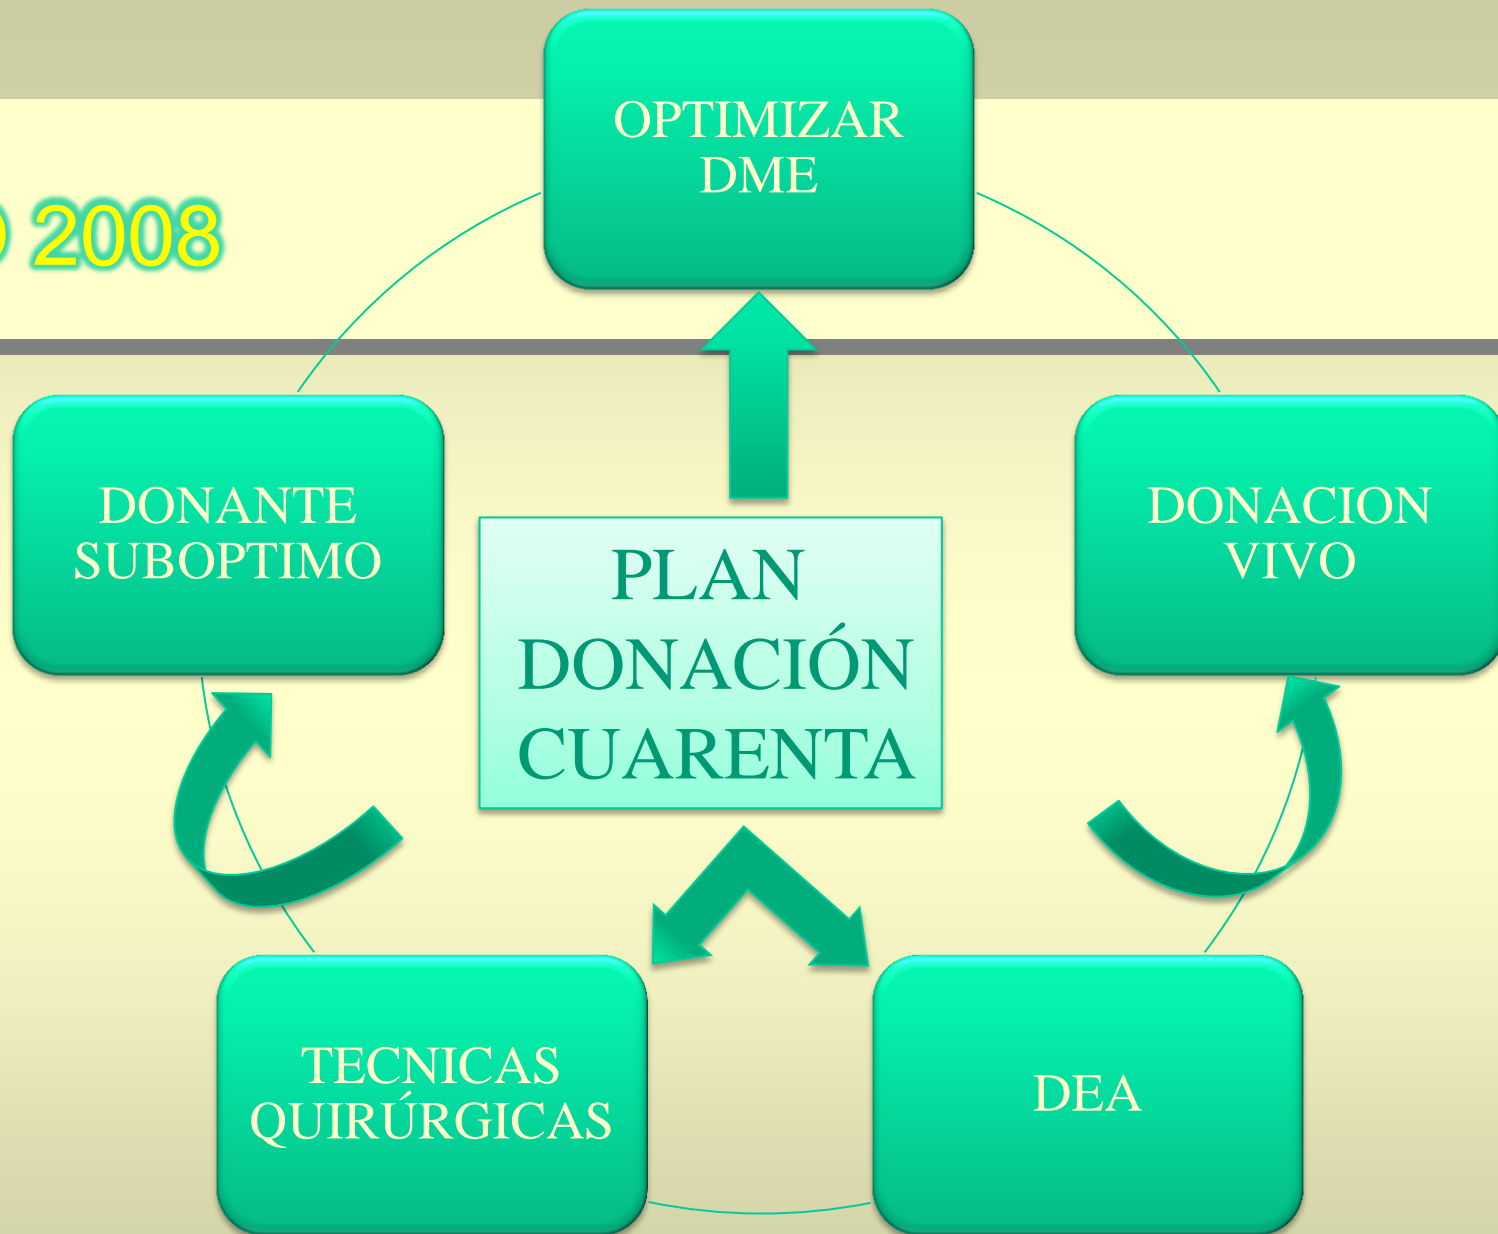 OPTIMIZAR
DME
2008
DONANTE
SUBOPTIMO
DONACION
VIVO
PLAN
DONACIÓN
CUARENTA
TECNICAS
QUIRÚRGICAS
DEA